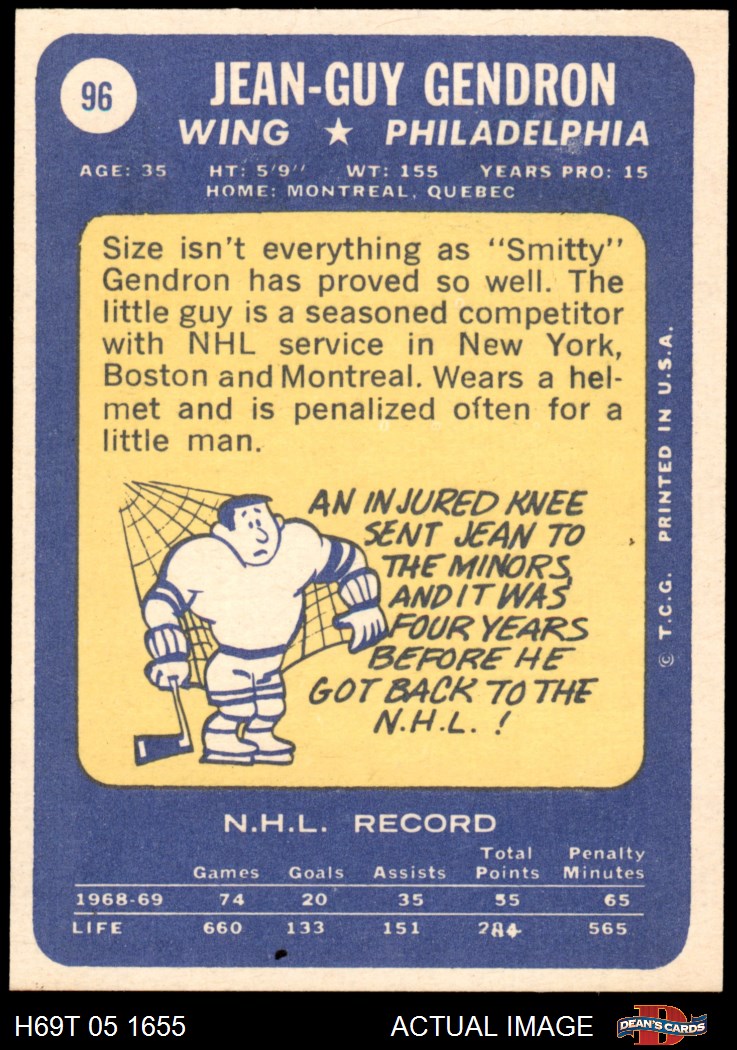 96
JEAN-GUY GENDRON
WING ★ PHILADELPHIA
AGE: 35 HT: 5'9'' WT: 155 YEARS PRO: 15
HOME: MONTREAL, QUEBEC
Size isn't everything as "Smitty"
Gendron has proved so well. The
little guy is a seasoned competitor
with NHL service in New York,
Boston and Montreal. Wears a hel-
met and is penalized often for a
little man.
AN INJURED KNEE
SENT JEAN TO
THE MINORS,
AND IT WAS
FOUR YEARS
BEFORE HE
GOT BACK TO THE
N.H.L. !
© T.C.G. PRINTED IN U.S.A.
N.H.L. RECORD
Games Goals Assists Total Points Penalty Minutes
1968-69 74 20 35 55 65
LIFE 660 133 151 284 565
H69T 05 1655 ACTUAL IMAGE
D
DEAN'S CARDS